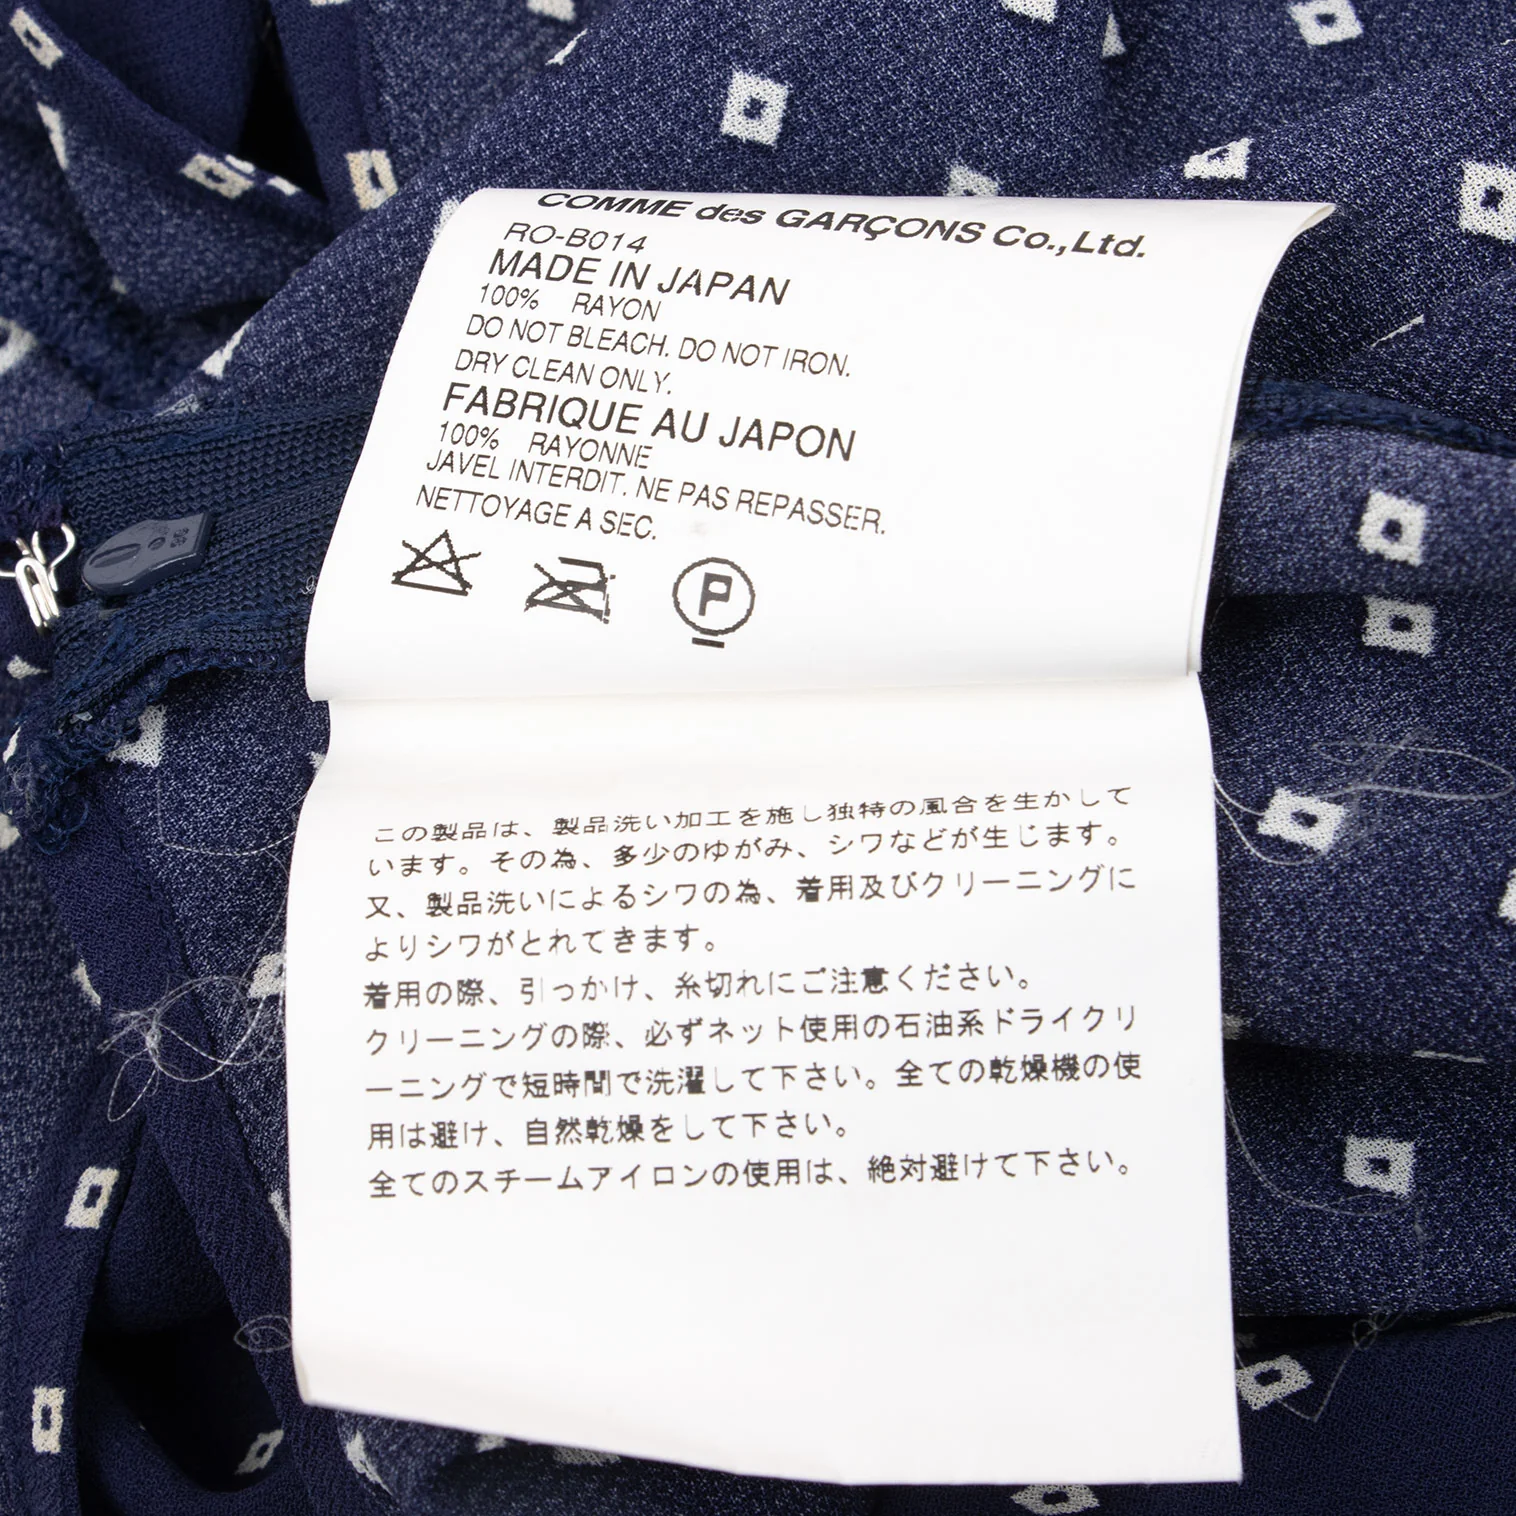 COMME des GARÇONS Co.,Ltd.
RO-B014
MADE IN JAPAN
100% RAYON
DO NOT BLEACH. DO NOT IRON.
DRY CLEAN ONLY.
FABRIQUE AU JAPON
100% RAYONNE
JAVEL INTERDIT. NE PAS REPASSER.
NETTOYAGE A SEC.
P
この製品は、製品洗い加工を施し独特の風合を生かして
います。その為、多少のゆがみ、シワなどが生じます。
又、製品洗いによるシワの為、着用及びクリーニングに
よりシワがとれてきます。
着用の際、引っかけ、糸切れにご注意ください。
クリーニングの際、必ずネット使用の石油系ドライクリ
ーニングで短時間で洗濯して下さい。全ての乾燥機の使
用は避け、自然乾燥をして下さい。
全てのスチームアイロンの使用は、絶対避けて下さい。